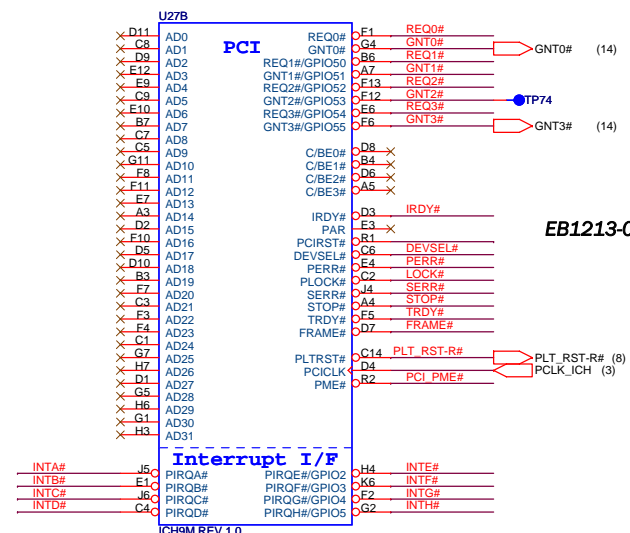 U27B
PCI
D11 AD0 REQ0# F1 REQ0#
C8 AD1 GNT0# G4 GNT0# GNT0# (14)
D9 AD2 REQ1#/GPIO50 B6 REQ1#
E12 AD3 GNT1#/GPIO51 A7 GNT1#
E9 AD4 REQ2#/GPIO52 F13 REQ2#
C9 AD5 GNT2#/GPIO53 F12 GNT2# TP74
E10 AD6 REQ3#/GPIO54 E6 REQ3#
B7 AD7 GNT3#/GPIO55 F6 GNT3# GNT3# (14)
C7 AD8
C5 AD9 C/BE0# D8
G11 AD10 C/BE1# B4
F8 AD11 C/BE2# D6
F11 AD12 C/BE3# A5
E7 AD13
A3 AD14 IRDY# D3 IRDY#
D2 AD15 PAR E3
F10 AD16 PCIRST# R1
D5 AD17 DEVSEL# C6 DEVSEL#
D10 AD18 PERR# E4 PERR#
B3 AD19 PLOCK# C2 LOCK#
F7 AD20 SERR# J4 SERR#
C3 AD21 STOP# A4 STOP#
F3 AD22 TRDY# F5 TRDY#
F4 AD23 FRAME# D7 FRAME#
C1 AD24
G7 AD25 PLTRST# C14 PLT_RST-R# PLT_RST-R# (8)
H7 AD26 PCICLK D4 PCLK_ICH (3)
D1 AD27 PME# R2 PCI_PME#
G5 AD28
H6 AD29
G1 AD30
H3 AD31
EB1213-0
Interrupt I/F
INTA# J5 PIRQA# PIRQE#/GPIO2 H4 INTE#
INTB# E1 PIRQB# PIRQF#/GPIO3 K6 INTF#
INTC# J6 PIRQC# PIRQG#/GPIO4 F2 INTG#
INTD# C4 PIRQD# PIRQH#/GPIO5 G2 INTH#
ICH9M REV 1.0